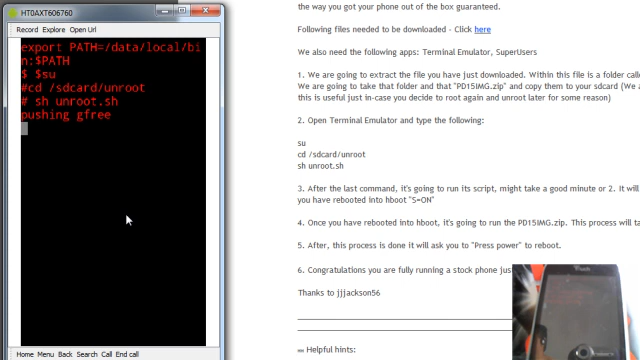 HT0AXT606760
Record Explore Open Url
export PATH=/data/local/bi
n:$PATH
$ $su
#cd /sdcard/unroot
# sh unroot.sh
pushing gfree
Home Menu Back Search Call End call
the way you got your phone out of the box guaranteed.
Following files needed to be downloaded - Click here
We also need the following apps: Terminal Emulator, SuperUsers
1. We are going to extract the file you have just downloaded. Within this file is a folder
We are going to take that folder and that "PD15IMG.zip" and copy them to your sdcard (We
this is useful just in-case you decide to root again and unroot later for some reason)
2. Open Terminal Emulator and type the following:
su
cd /sdcard/unroot
sh unroot.sh
3. After the last command, it's going to run its script, might take a good minute or 2. It will
you have rebooted into hboot "S=ON"
4. Once you have rebooted into hboot, it's going to run the PD15IMG.zip. This process will
5. After, this process is done it will ask you to "Press power" to reboot.
6. Congratulations you are fully running a stock phone
Thanks to jjjackson56
Helpful hints: